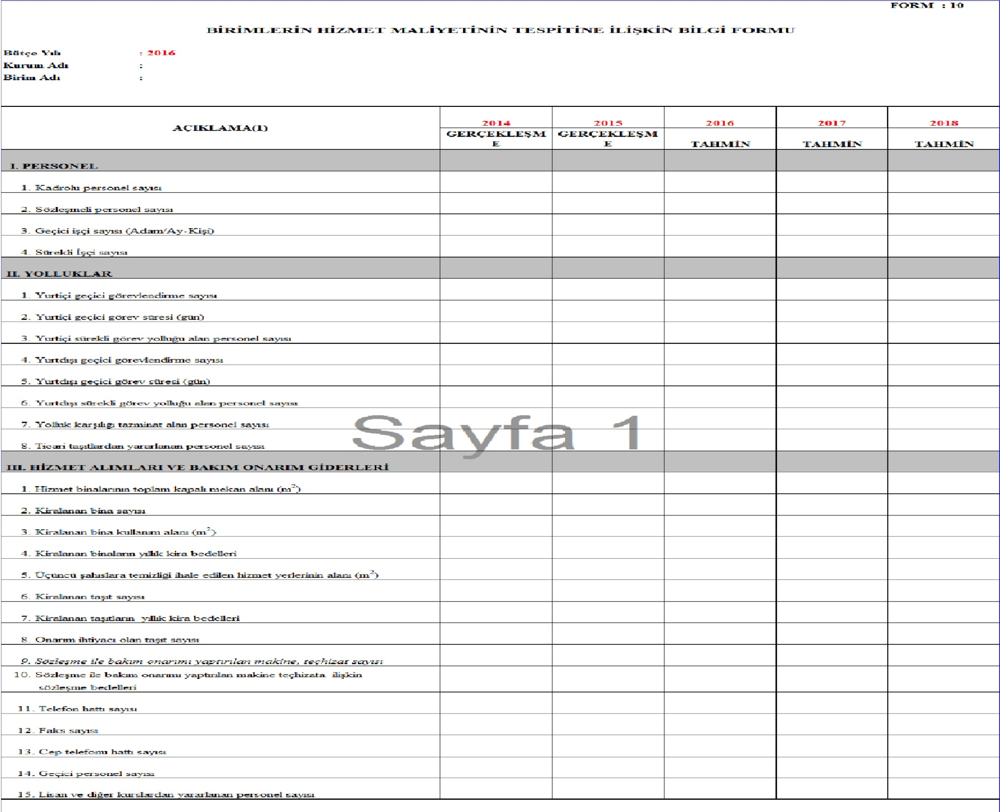 FORM : 10
BİRİMLERİN HİZMET MALİYETİNİN TESPİTİNE İLİŞKİN BİLGİ FORMU
Bütçe Yılı : 2016
Kurum Adı :
Birim Adı :
AÇIKLAMA(1) 2014 2015 2016 2017 2018
GERÇEKLEŞM GERÇEKLEŞM
E E TAHMİN TAHMİN TAHMİN
I. PERSONEL
1. Kadrolu personel sayısı
2. Sözleşmeli personel sayısı
3. Geçici işçi sayısı (Adam/Ay-Kişi)
4. Sürekli İşçi sayısı
II. YOLLUKLAR
1. Yurtiçi geçici görevlendirme sayısı
2. Yurtiçi geçici görev süresi (gün)
3. Yurtiçi sürekli görev yolluğu alan personel sayısı
4. Yurtdışı geçici görevlendirme sayısı
5. Yurtdışı geçici görev süresi (gün)
6. Yurtdışı sürekli görev yolluğu alan personel sayısı
7. Yolluk karşılığı tazminat alan personel sayısı
8. Ticari taşıtlardan yararlanan personel sayısı
Sayfa 1
III. HİZMET ALIMLARI VE BAKIM ONARIM GİDERLERİ
1. Hizmet binalarının toplam kapalı mekan alanı (m²)
2. Kiralanan bina sayısı
3. Kiralanan bina kullanım alanı (m²)
4. Kiralanan binaların yıllık kira bedelleri
5. Üçüncü şahıslara temizliği ihale edilen hizmet yerlerinin alanı (m²)
6. Kiralanan taşıt sayısı
7. Kiralanan taşıtların yıllık kira bedelleri
8. Onarım ihtiyacı olan taşıt sayısı
9. Sözleşme ile bakım onarımı yaptırılan makine, teçhizat sayısı
10. Sözleşme ile bakım onarımı yaptırılan makine teçhizata ilişkin
sözleşme bedelleri
11. Telefon hattı sayısı
12. Faks sayısı
13. Cep telefonu hattı sayısı
14. Geçici personel sayısı
15. Lisan ve diğer kurslardan yararlanan personel sayısı